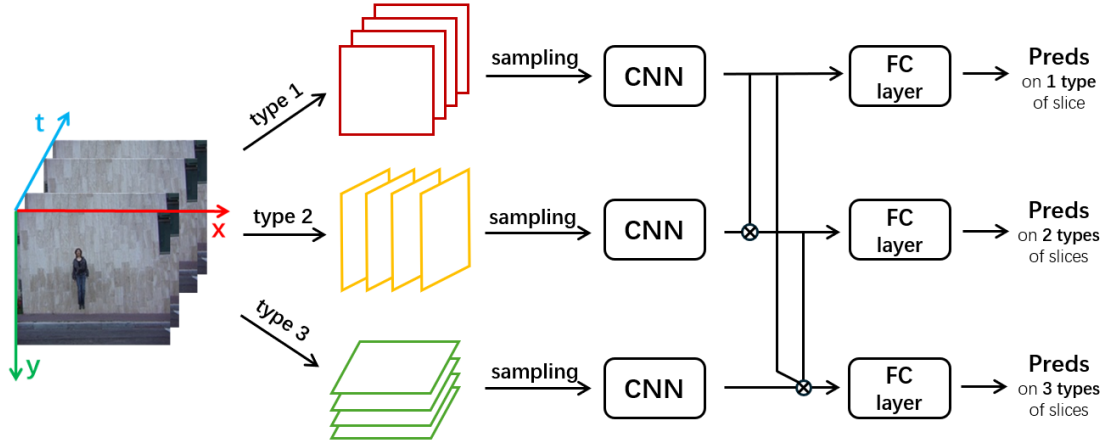 t
x
y
type 1
sampling
CNN
FC
layer
Preds
on 1 type
of slice
type 2
sampling
CNN
FC
layer
Preds
on 2 types
of slices
type 3
sampling
CNN
FC
layer
Preds
on 3 types
of slices